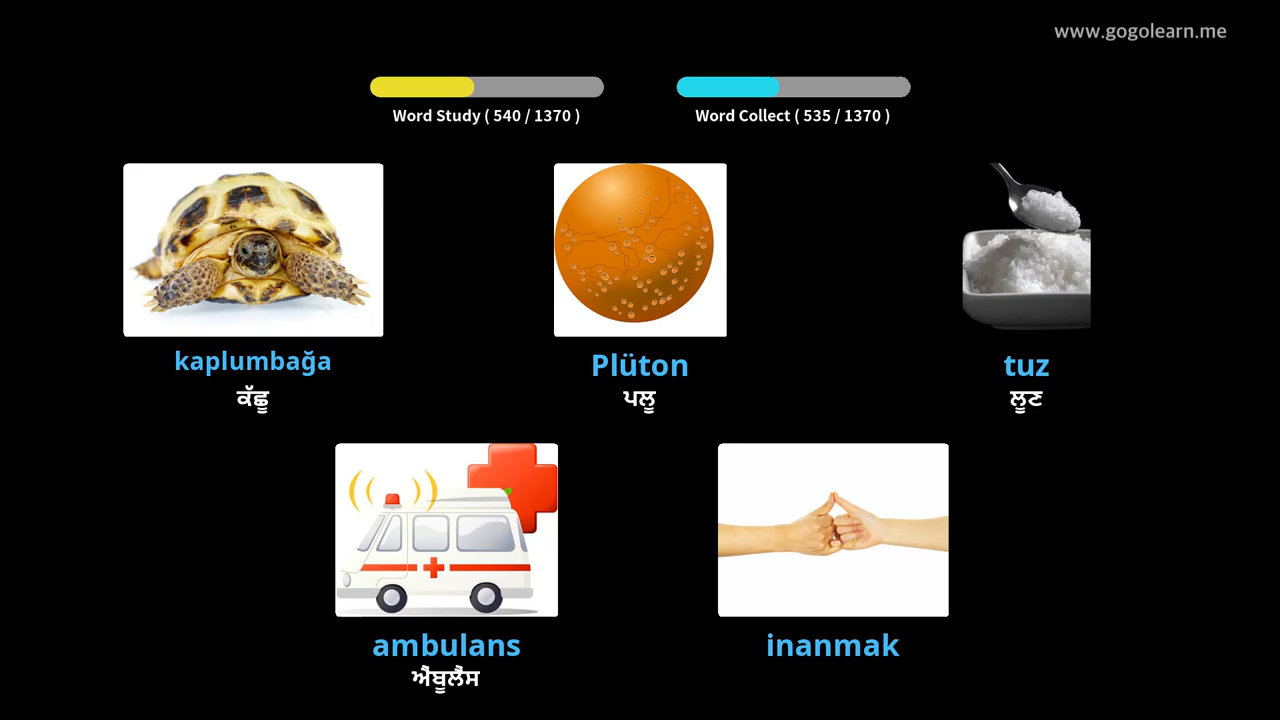 www.gogolearn.me
Word Study ( 540 / 1370 )
Word Collect ( 535 / 1370 )
kaplumbağa
ਕੱਛੂ
Plüton
ਪਲੂ
tuz
ਲੂਣ
ambulans
ਐਂਬੂਲੈਂਸ
inanmak